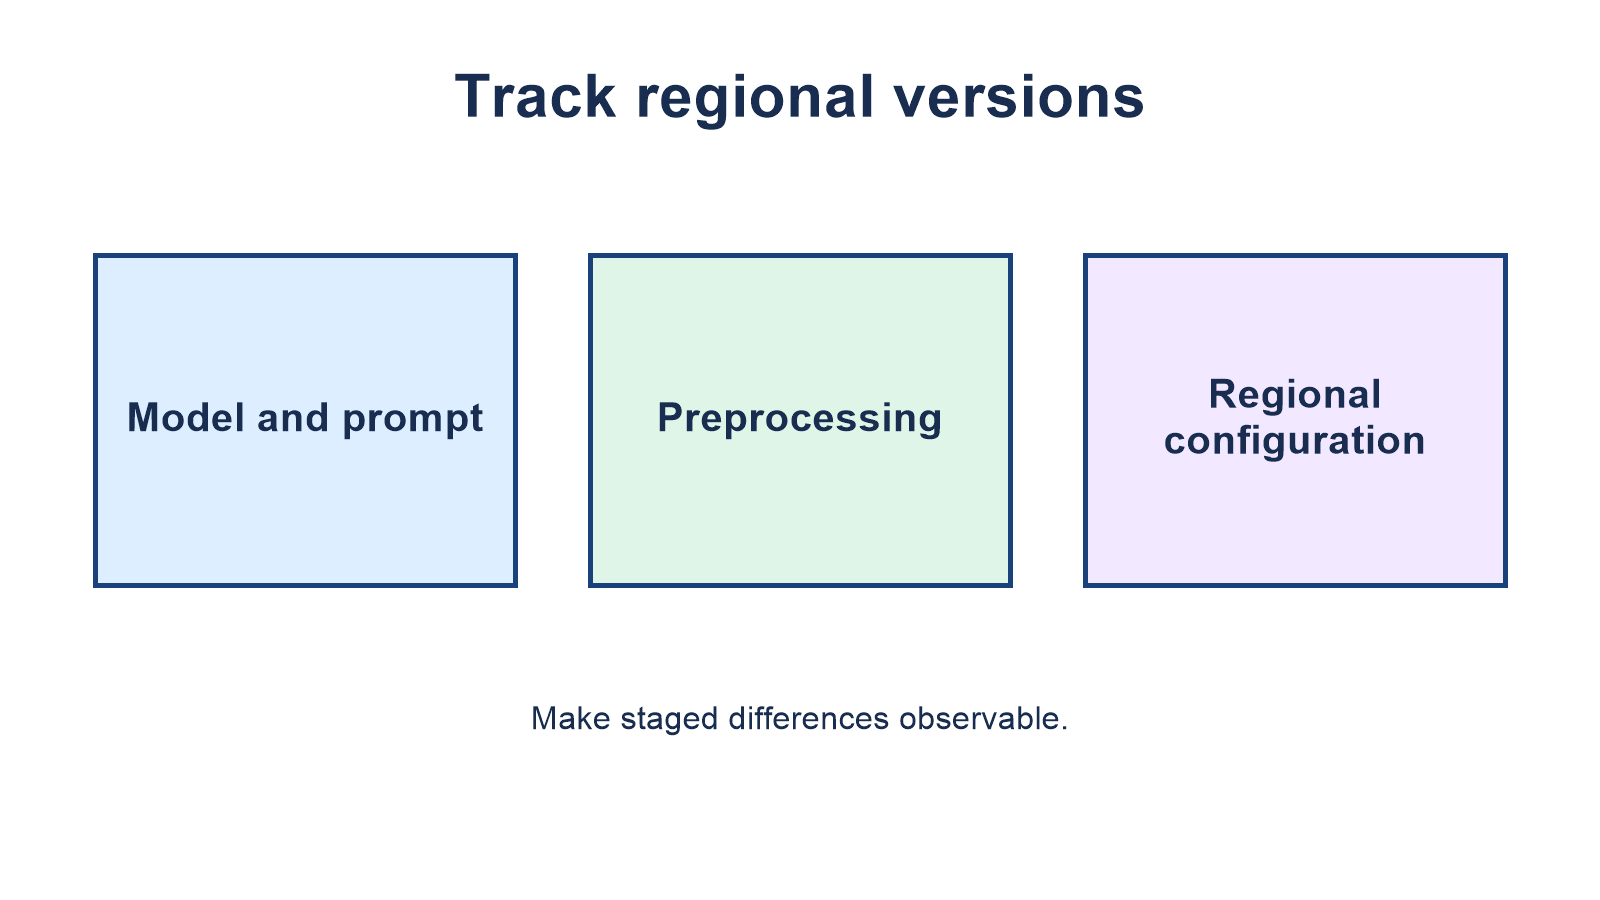 Track regional versions
Model and prompt
Preprocessing
Regional
configuration
Make staged differences observable.